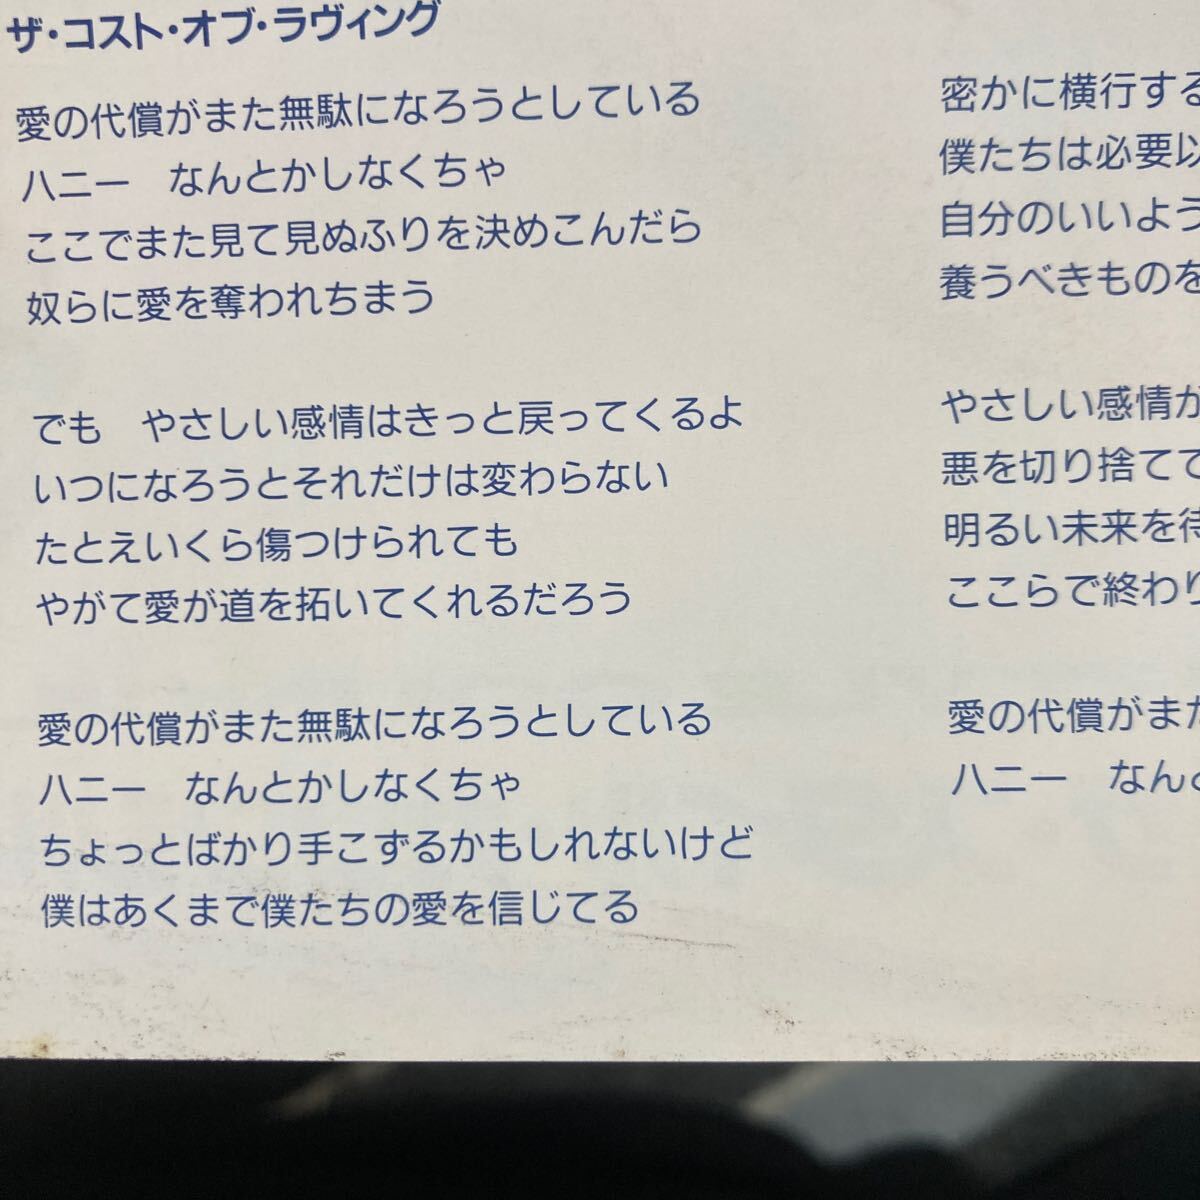 ザ・コスト・オブ・ラヴィング
愛の代償がまた無駄になろうとしている
ハニー　なんとかしなくちゃ
ここでまた見て見ぬふりを決めこんだら
奴らに愛を奪われちまう
でも　やさしい感情はきっと戻ってくるよ
いつになろうとそれだけは変わらない
たとえいくら傷つけられても
やがて愛が道を拓いてくれるだろう
愛の代償がまた無駄になろうとしている
ハニー　なんとかしなくちゃ
ちょっとばかり手こずるかもしれないけど
僕はあくまで僕たちの愛を信じてる
密かに横行する
僕たちは必要以
自分のいいよう
養うべきものを
やさしい感情が
悪を切り捨てて
明るい未来を待
ここらで終わり
愛の代償がまた
ハニー　なんと